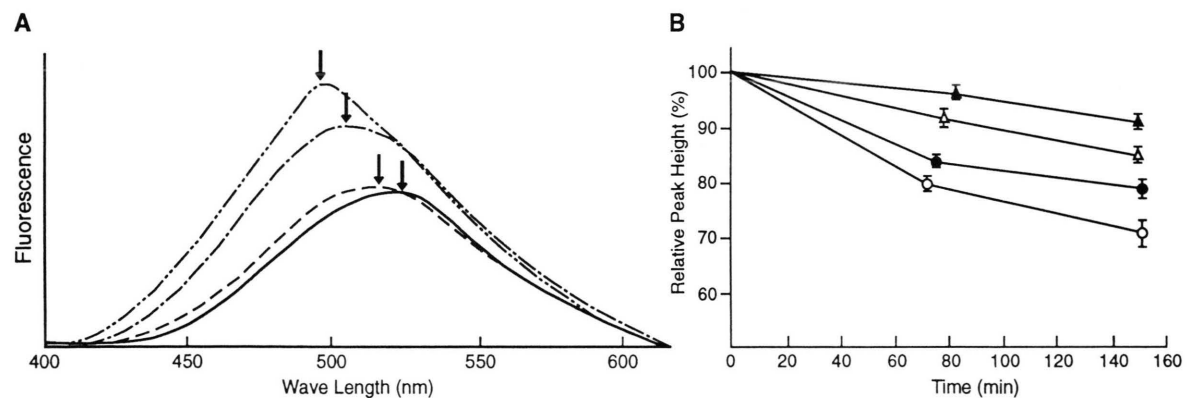 A
Fluorescence
400 450 500 550 600
Wave Length (nm)
B
Relative Peak Height (%)
100
90
80
70
60
0 20 40 60 80 100 120 140 160
Time (min)